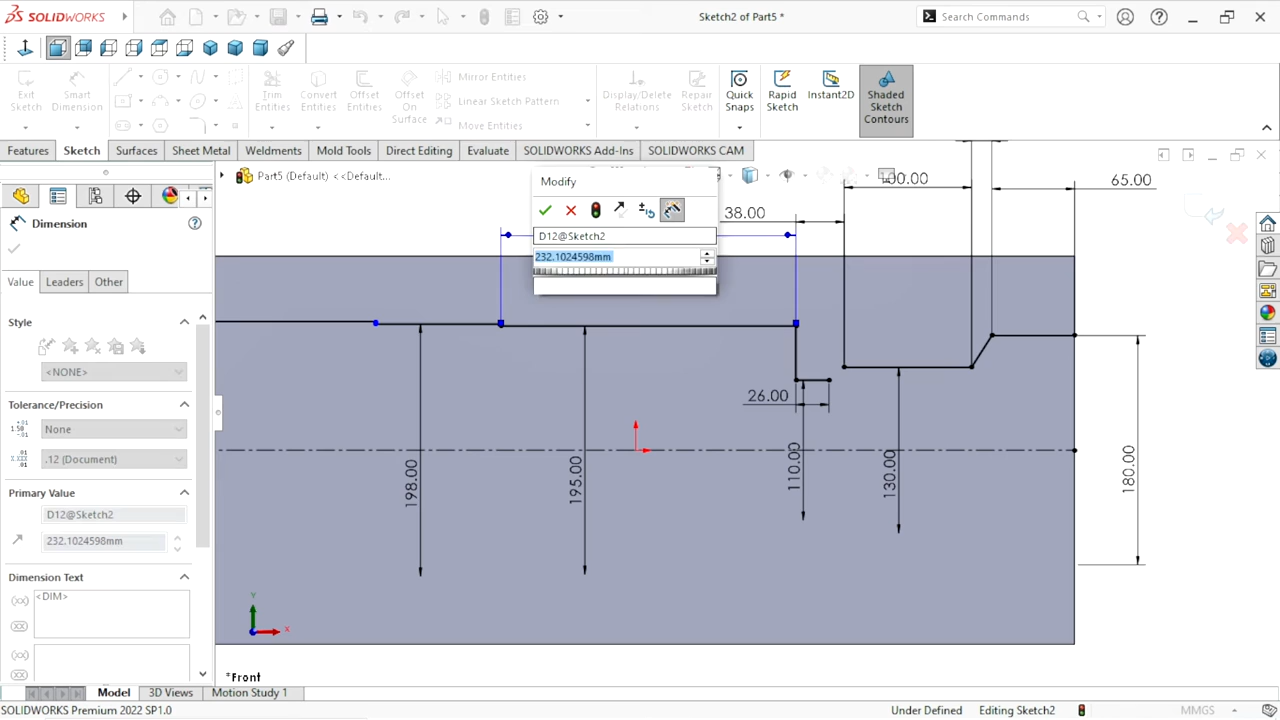 SOLIDWORKS
Sketch2 of Part5 *
Search Commands
Exit Sketch
Smart Dimension
Trim Entities
Convert Entities
Offset Entities
Offset On Surface
Mirror Entities
Linear Sketch Pattern
Move Entities
Display/Delete Relations
Repair Sketch
Quick Snaps
Rapid Sketch
Instant2D
Shaded Sketch Contours
Features
Sketch
Surfaces
Sheet Metal
Weldments
Mold Tools
Direct Editing
Evaluate
SOLIDWORKS Add-Ins
SOLIDWORKS CAM
Part5 (Default) <<Default...
Dimension
Value
Leaders
Other
Style
<NONE>
Tolerance/Precision
None
.12 (Document)
Primary Value
D12@Sketch2
232.1024598mm
Dimension Text
<DIM>
Modify
D12@Sketch2
232.1024598mm
38.00
65.00
26.00
198.00
195.00
110.00
130.00
180.00
Y
X
*Front
Model
3D Views
Motion Study 1
SOLIDWORKS Premium 2022 SP1.0
Under Defined
Editing Sketch2
MMGS